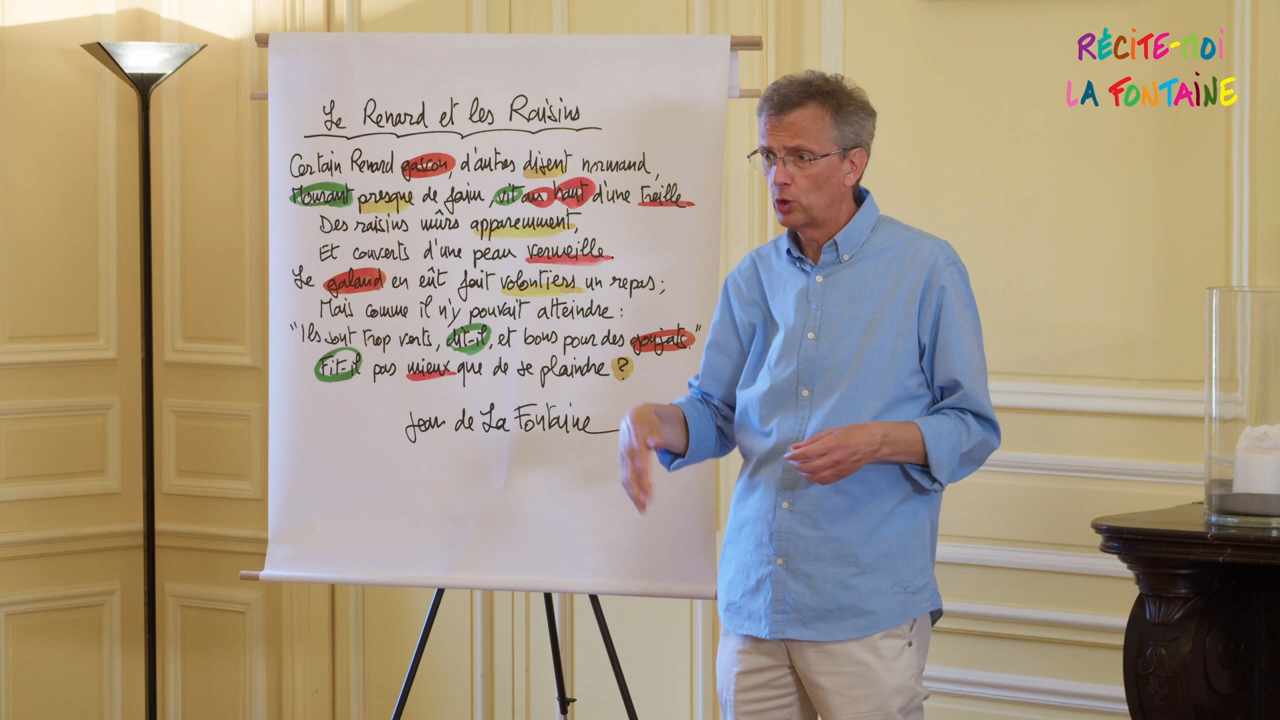 Le Renard et les Raisins
Certain Renard gascon, d'autres disent normand,
Mourant presque de faim, vit au haut d'une Treille
Des raisins mûrs apparemment,
Et couverts d'une peau vermeille.
Le galand en eût fait volontiers un repas ;
Mais comme il n'y pouvait atteindre :
"Ils sont trop verts, dit-il, et bons pour des goujats."
Fit-il pas mieux que de se plaindre ?
Jean de La Fontaine
RÉCITE-moi
LA FONTAINE